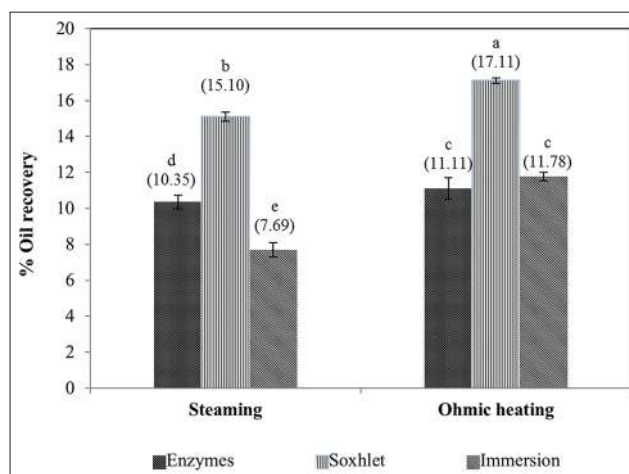 % Oil recovery
20
18
16
14
12
10
8
6
4
2
0
d
(10.35)
b
(15.10)
e
(7.69)
c
(11.11)
a
(17.11)
c
(11.78)
Steaming Ohmic heating
Enzymes Soxhlet Immersion